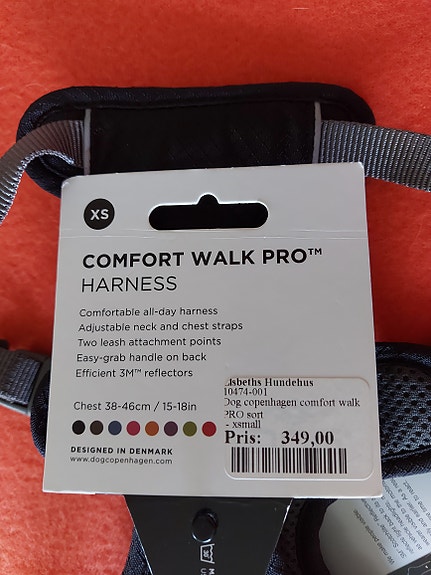 XS
COMFORT WALK PRO™
HARNESS
Comfortable all-day harness
Adjustable neck and chest straps
Two leash attachment points
Easy-grab handle on back
Efficient 3M™ reflectors
Chest 38-46cm / 15-18in
DESIGNED IN DENMARK
www.dogcopenhagen.com
Elsbeths Hundehus
10474-001
Dog copenhagen comfort walk
PRO sort
- xsmall
Pris: 349,00